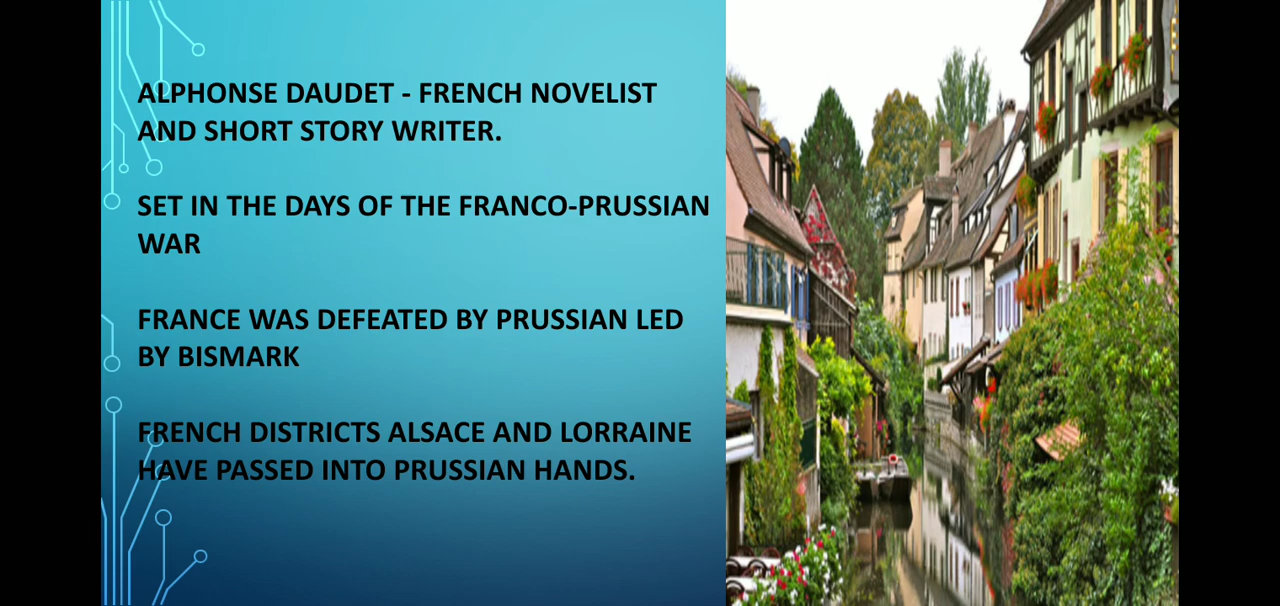 ALPHONSE DAUDET - FRENCH NOVELIST
AND SHORT STORY WRITER.
SET IN THE DAYS OF THE FRANCO-PRUSSIAN
WAR
FRANCE WAS DEFEATED BY PRUSSIAN LED
BY BISMARK
FRENCH DISTRICTS ALSACE AND LORRAINE
HAVE PASSED INTO PRUSSIAN HANDS.